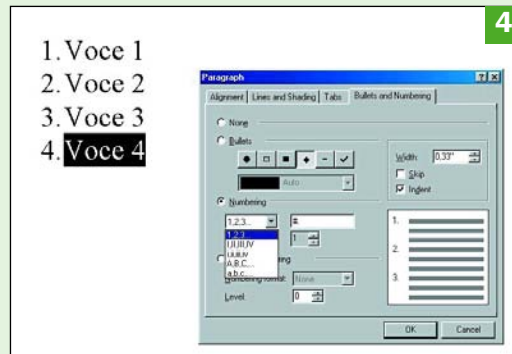 4
1. Voce 1
2. Voce 2
3. Voce 3
4. Voce 4
Paragraph
Alignment Lines and Shading Tabs Bullets and Numbering
None
Bullets
Auto
Width: 0,33"
Skip
Indent
Numbering
1,2,3... #.
1,2,3...
I,II,III,IV
i,ii,iii,iv
A,B,C,...
a,b,c,...
1
Numbering format: None
Level: 0
1.
2.
3.
OK Cancel